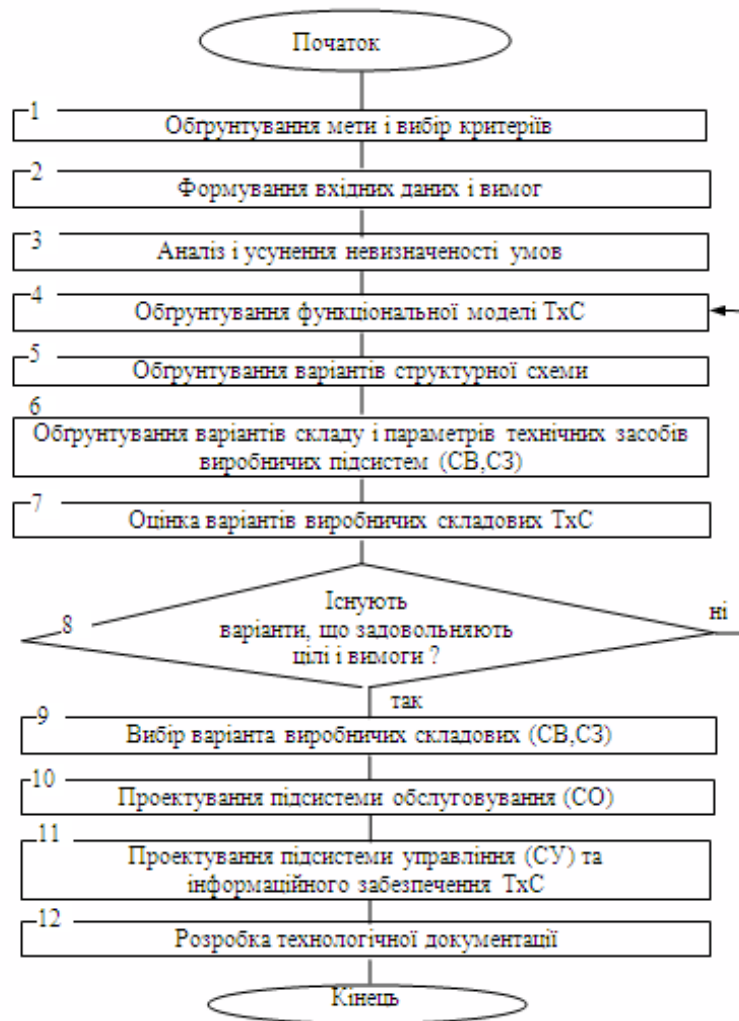 Початок
1
Обґрунтування мети і вибір критеріїв
2
Формування вхідних даних і вимог
3
Аналіз і усунення невизначеності умов
4
Обґрунтування функціональної моделі ТхС
5
Обґрунтування варіантів структурної схеми
6
Обґрунтування варіантів складу і параметрів технічних засобів
виробничих підсистем (СВ,СЗ)
7
Оцінка варіантів виробничих складових ТхС
8
Існують
варіанти, що задовольняють
цілі і вимоги ?
ні
так
9
Вибір варіанта виробничих складових (СВ,СЗ)
10
Проектування підсистеми обслуговування (СО)
11
Проектування підсистеми управління (СУ) та
інформаційного забезпечення ТхС
12
Розробка технологічної документації
Кінець